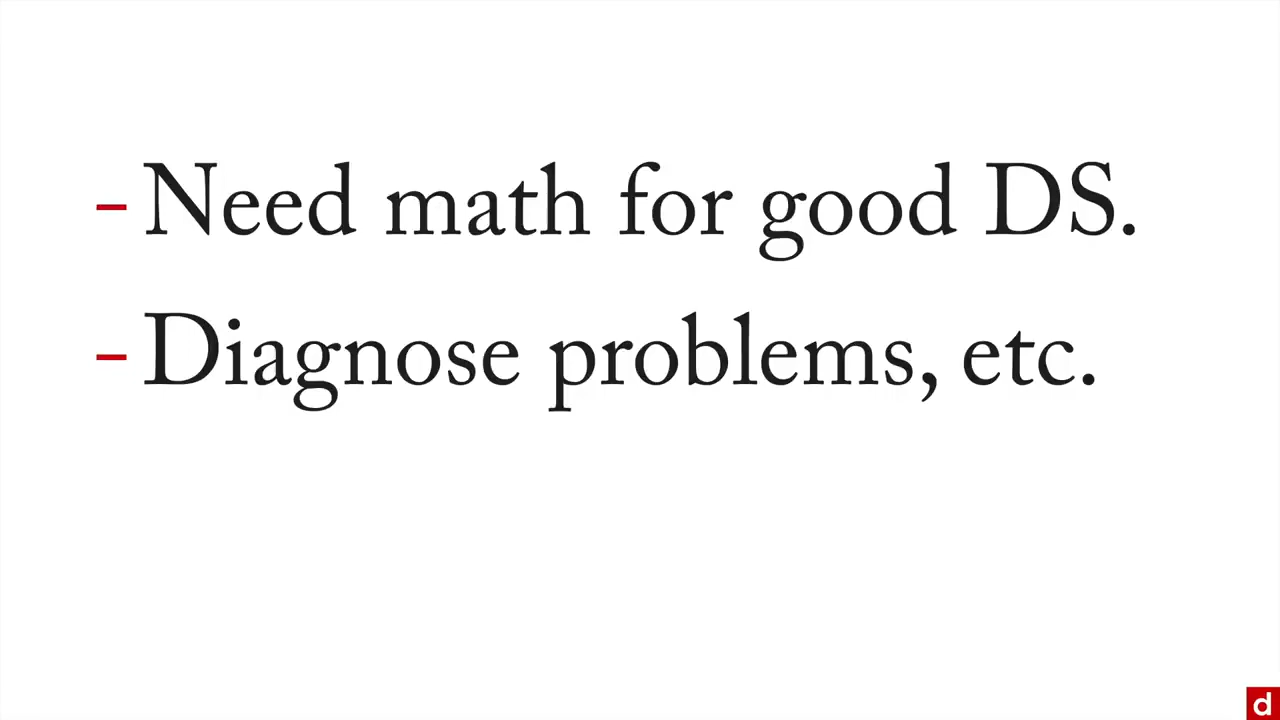 - Need math for good DS.
- Diagnose problems, etc.
d